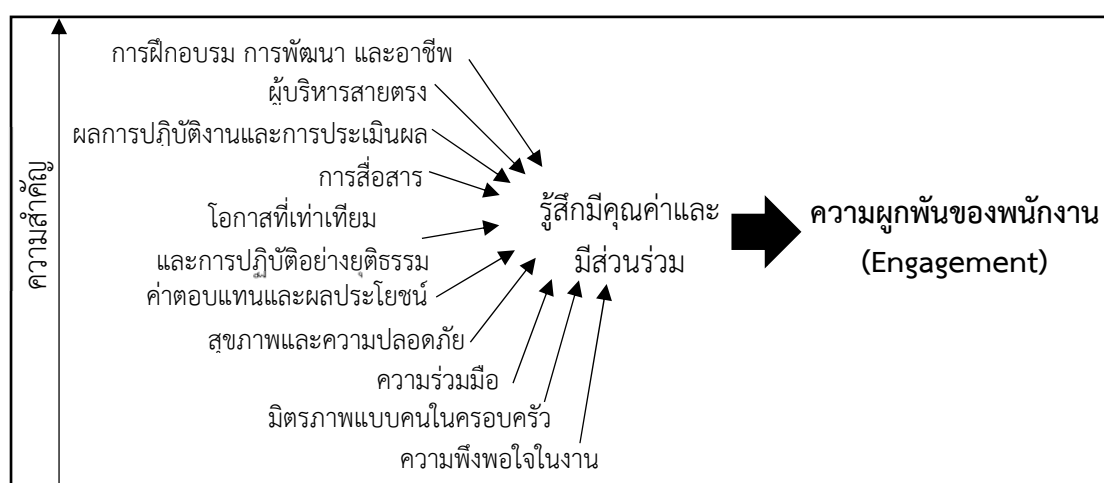 การฝึกอบรม การพัฒนา และอาชีพ
ผู้บริหารสายตรง
ผลการปฏิบัติงานและการประเมินผล
การสื่อสาร
โอกาสที่เท่าเทียม
และการปฏิบัติอย่างยุติธรรม
ค่าตอบแทนและผลประโยชน์
สุขภาพและความปลอดภัย
ความร่วมมือ
มิตรภาพแบบคนในครอบครัว
ความพึงพอใจในงาน
ความสำคัญ
รู้สึกมีคุณค่าและ
มีส่วนร่วม
ความผูกพันของพนักงาน
(Engagement)